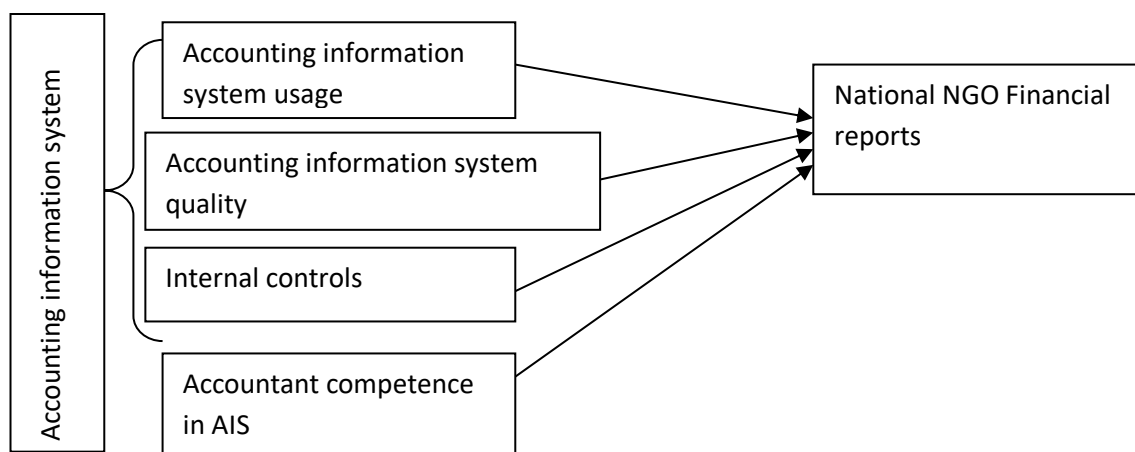 Accounting information system
Accounting information
system usage
Accounting information system
quality
Internal controls
Accountant competence
in AIS
National NGO Financial
reports